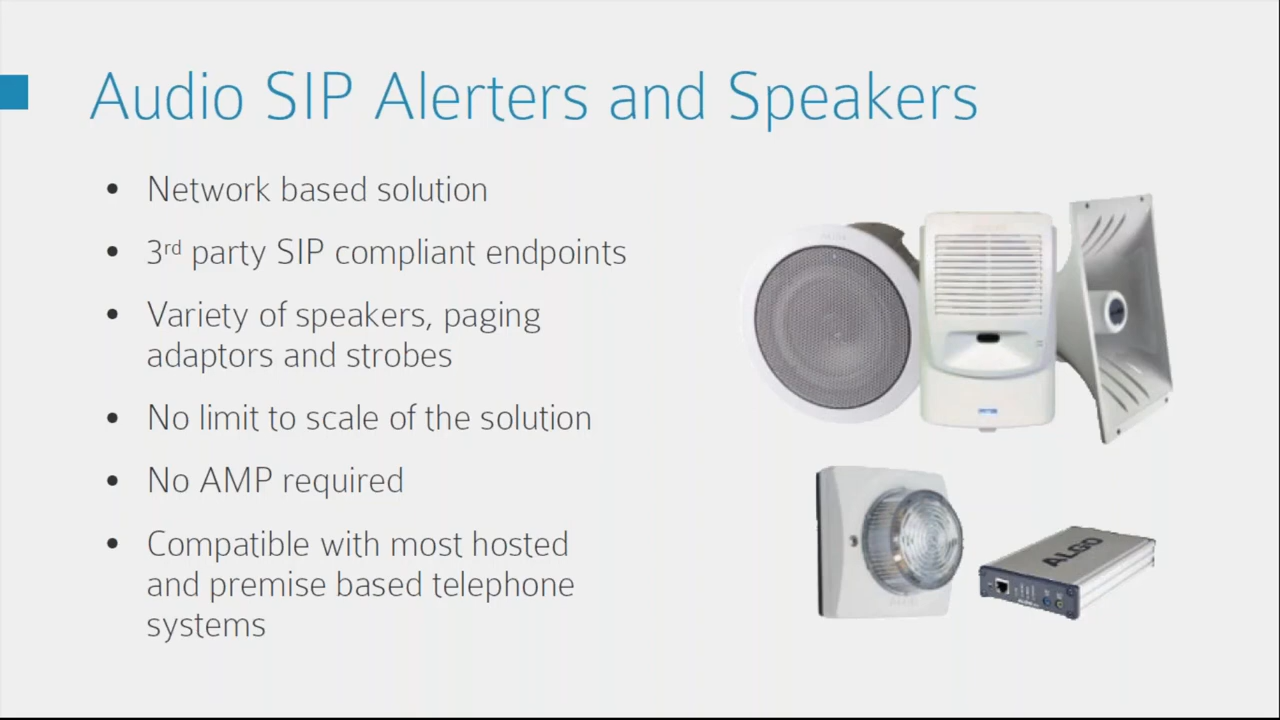 Audio SIP Alerters and Speakers
• Network based solution
• 3rd party SIP compliant endpoints
• Variety of speakers, paging
adaptors and strobes
• No limit to scale of the solution
• No AMP required
• Compatible with most hosted
and premise based telephone
systems
ALGO